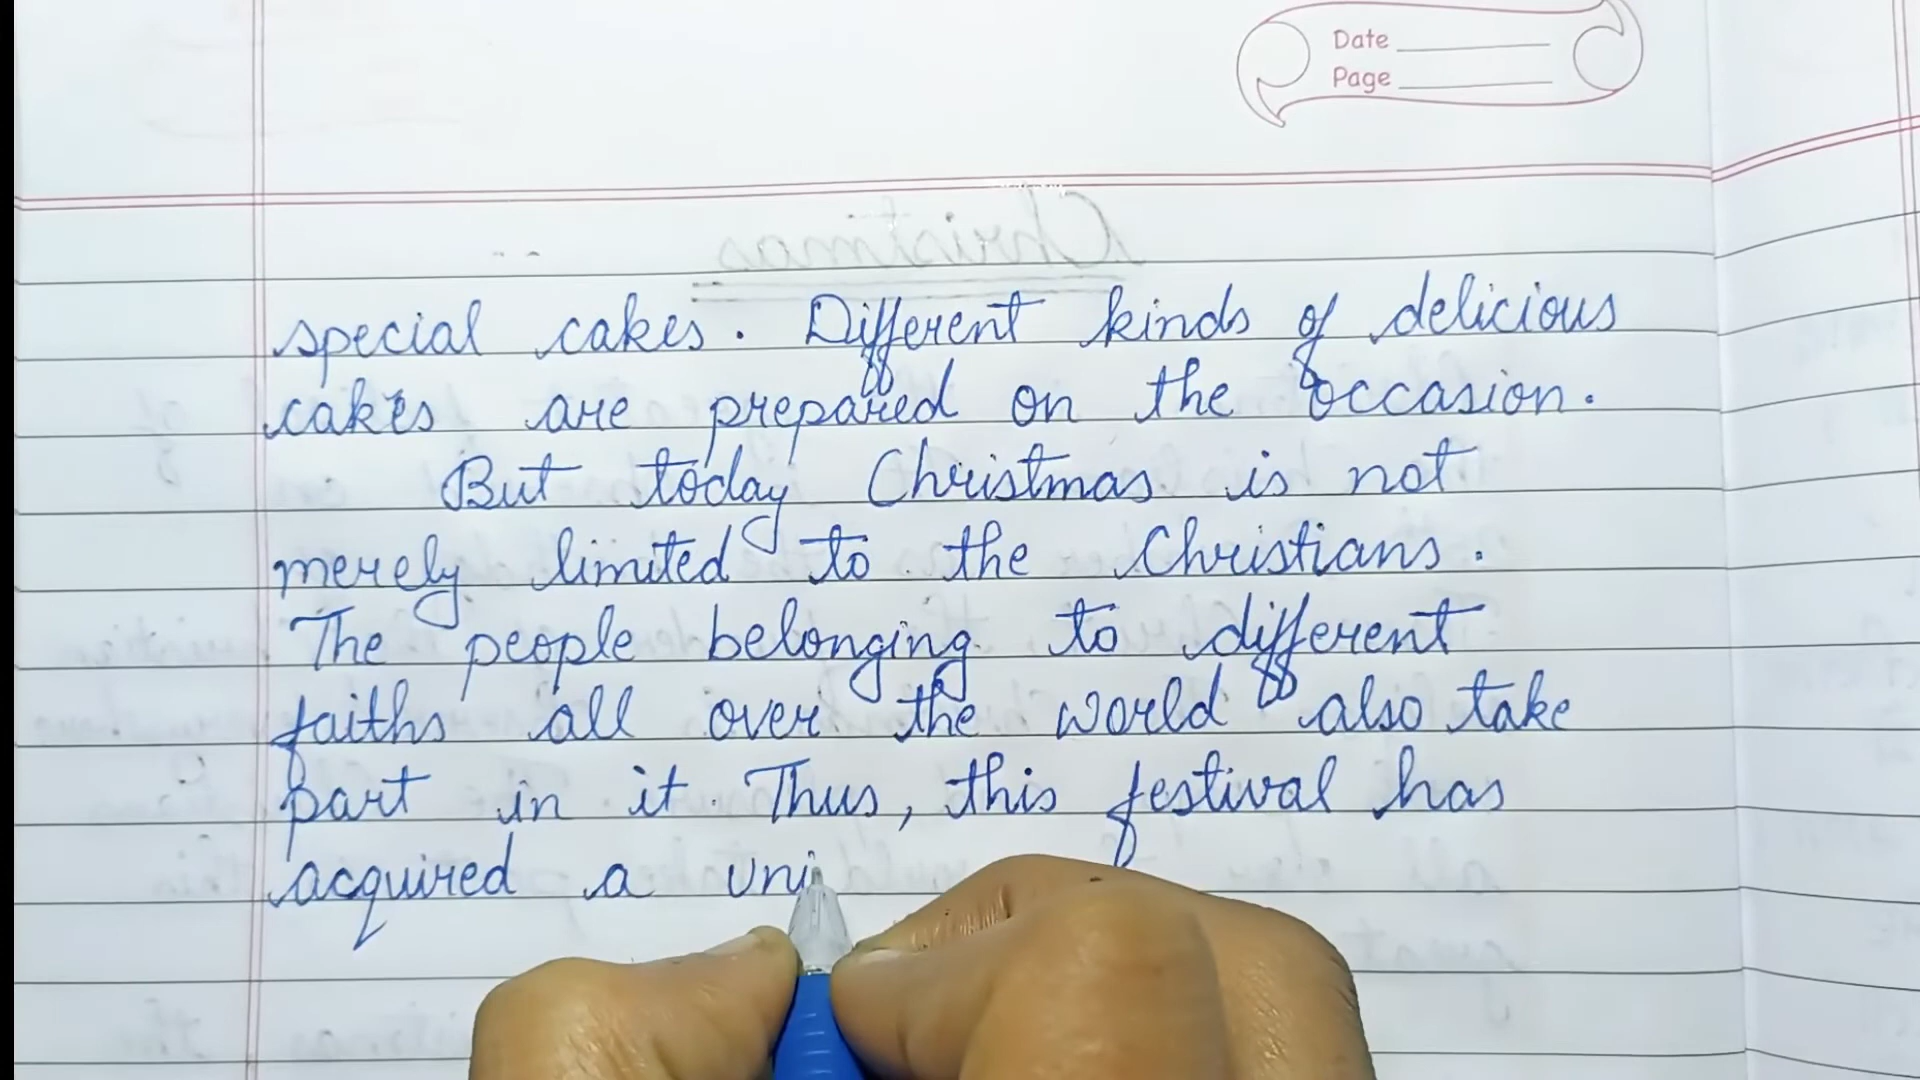 Date
Page
Christmas
special cakes. Different kinds of delicious
cakes are prepared on the occasion.
But today Christmas is not
merely limited to the Christians.
The people belonging to different
faiths all over the world also take
part in it. Thus, this festival has
acquired a uni